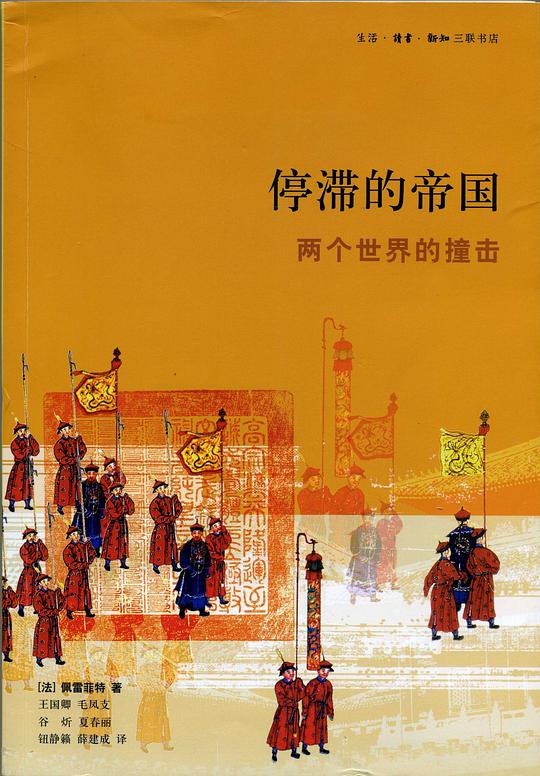 生活·讀書·新知三联书店
停滞的帝国
两个世界的撞击
[法] 佩雷菲特 著
王国卿 毛凤支
谷 炘 夏春丽
钮静籁 薛建成 译